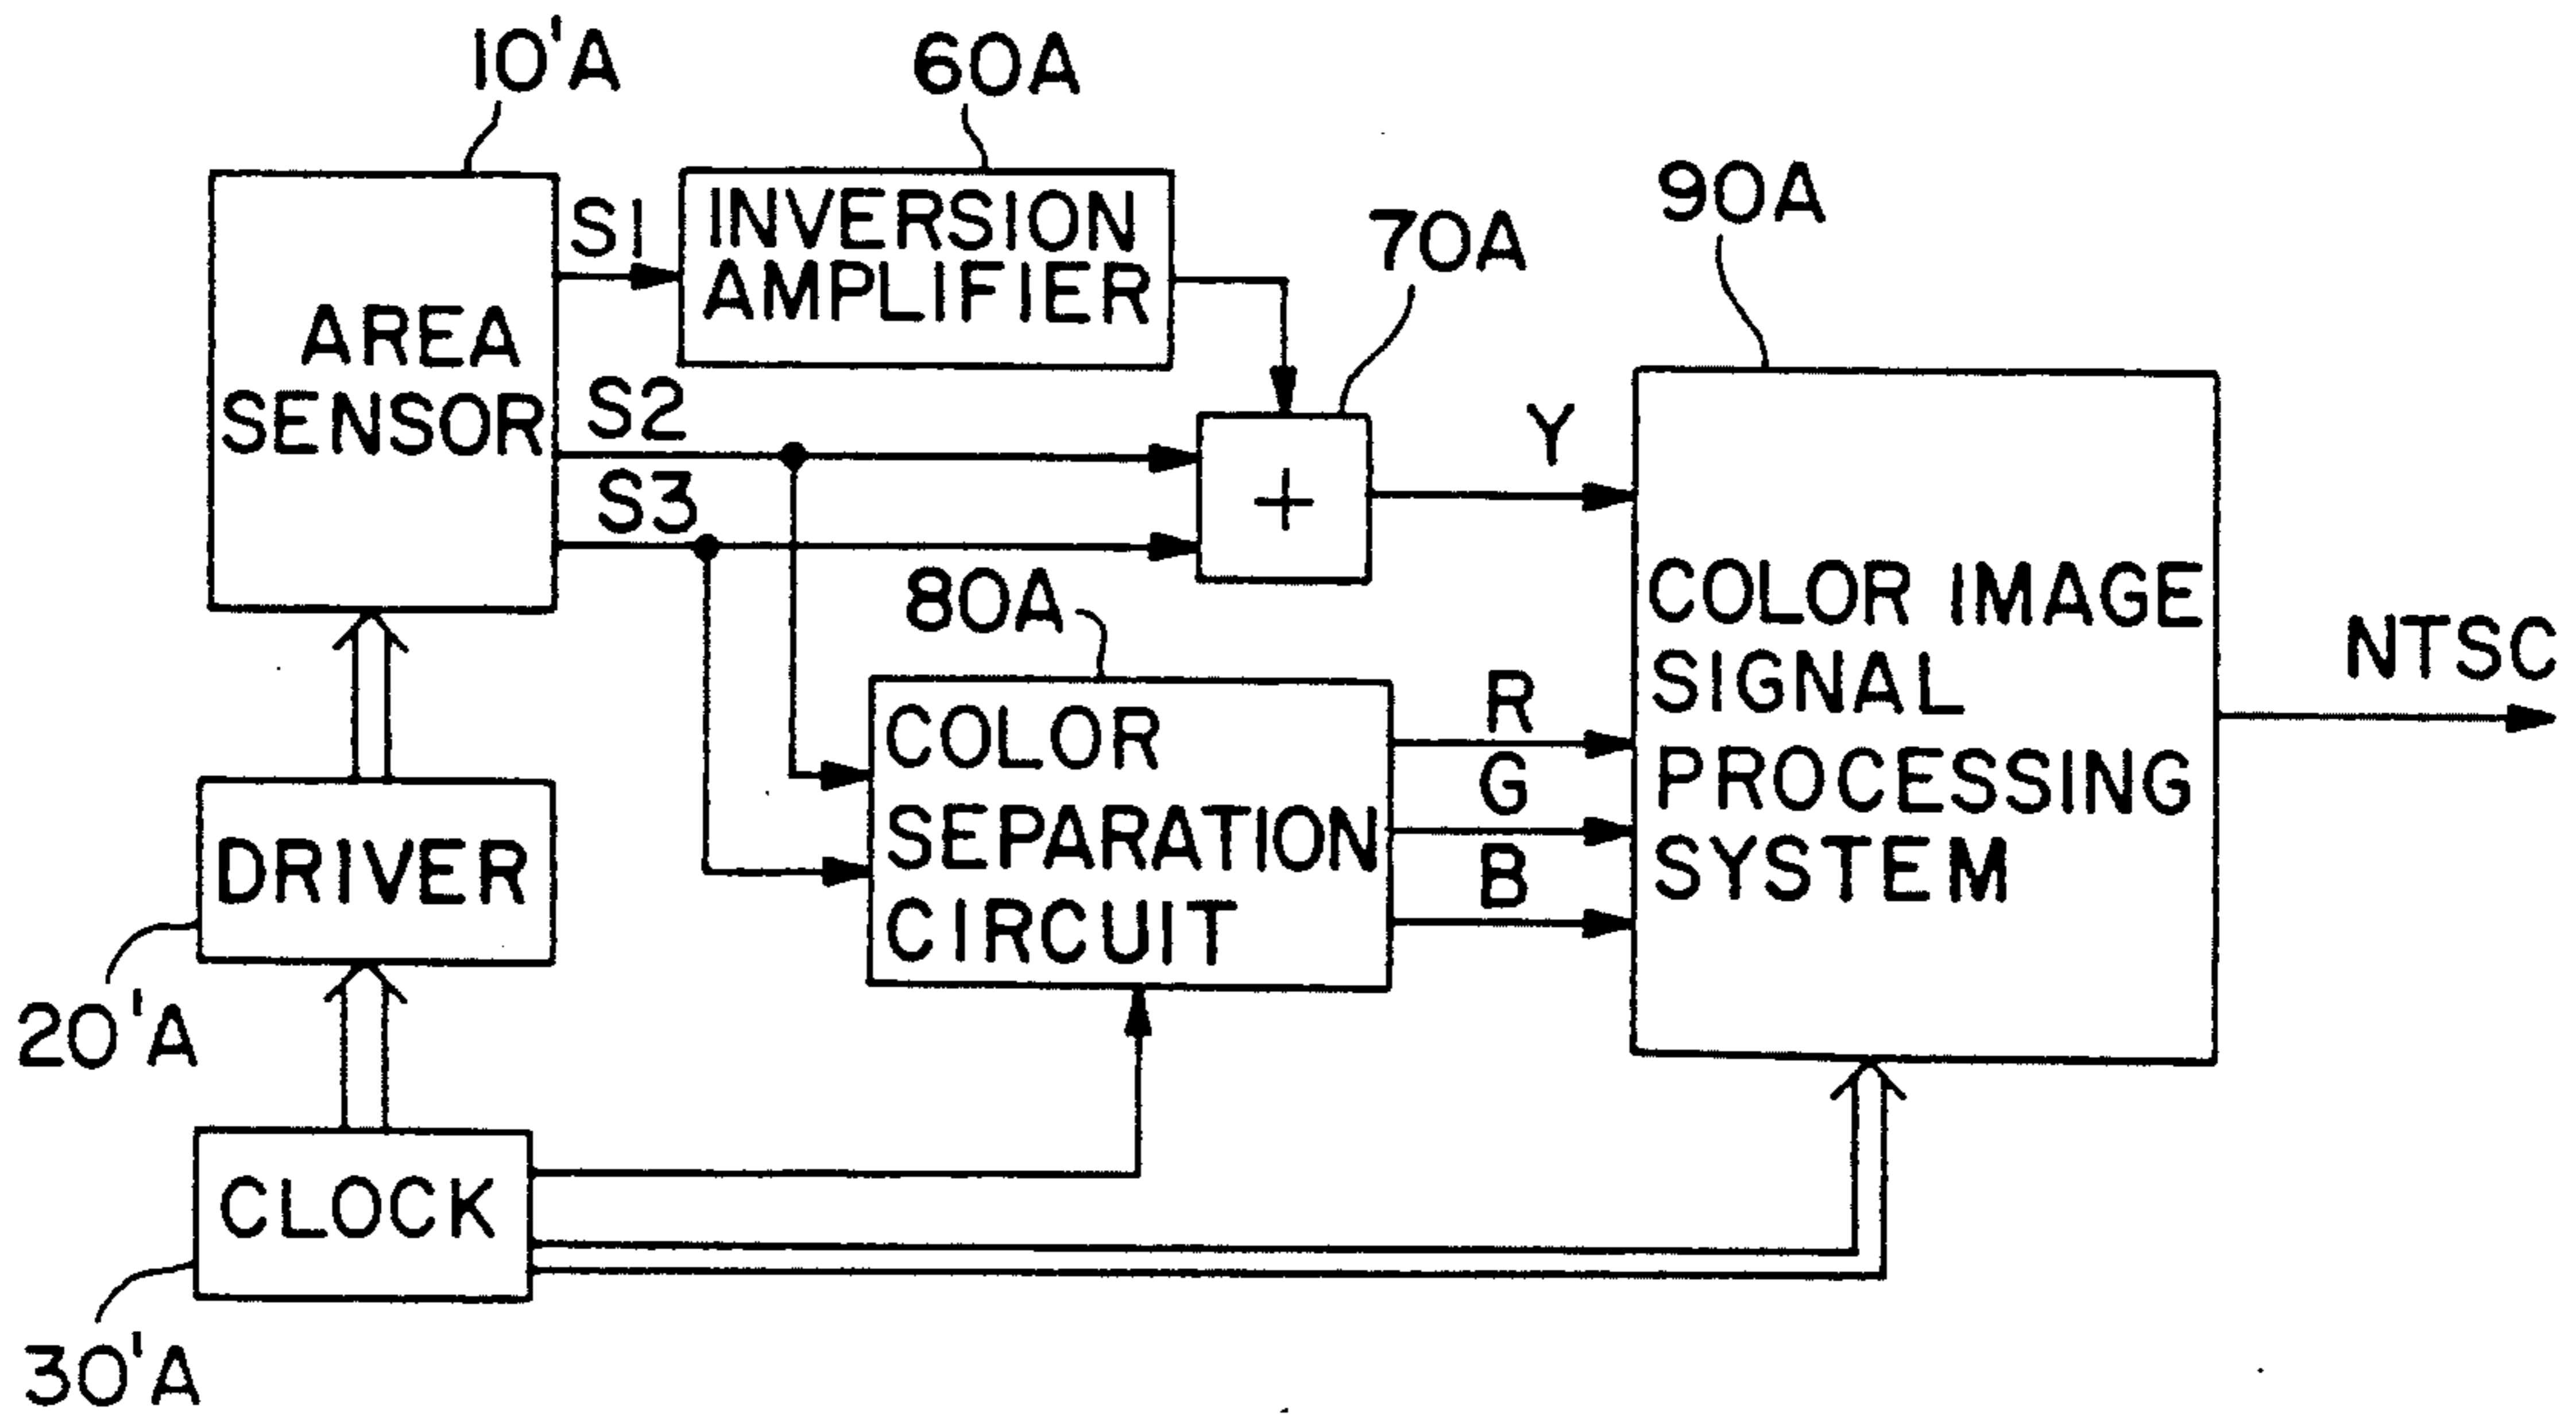 10'A
60A
90A
70A
S1
INVERSION
AMPLIFIER
AREA
SENSOR
S2
S3
+
Y
80A
COLOR IMAGE
SIGNAL
PROCESSING
SYSTEM
NTSC
COLOR
SEPARATION
CIRCUIT
R
G
B
DRIVER
20'A
CLOCK
30'A